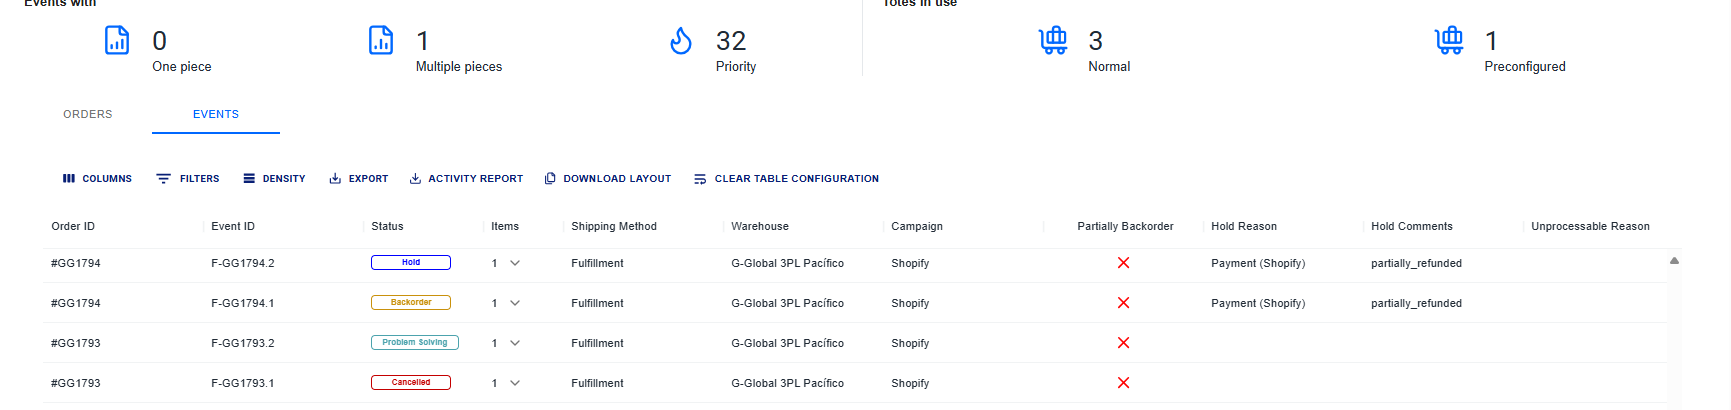 Events with
Totes in use
0
One piece
1
Multiple pieces
32
Priority
3
Normal
1
Preconfigured
ORDERS EVENTS
COLUMNS FILTERS DENSITY EXPORT ACTIVITY REPORT DOWNLOAD LAYOUT CLEAR TABLE CONFIGURATION
Order ID Event ID Status Items Shipping Method Warehouse Campaign Partially Backorder Hold Reason Hold Comments Unprocessable Reason
#GG1794 F-GG1794.2 Hold 1 Fulfillment G-Global 3PL Pacífico Shopify Payment (Shopify) partially_refunded
#GG1794 F-GG1794.1 Backorder 1 Fulfillment G-Global 3PL Pacífico Shopify Payment (Shopify) partially_refunded
#GG1793 F-GG1793.2 Problem Solving 1 Fulfillment G-Global 3PL Pacífico Shopify
#GG1793 F-GG1793.1 Cancelled 1 Fulfillment G-Global 3PL Pacífico Shopify